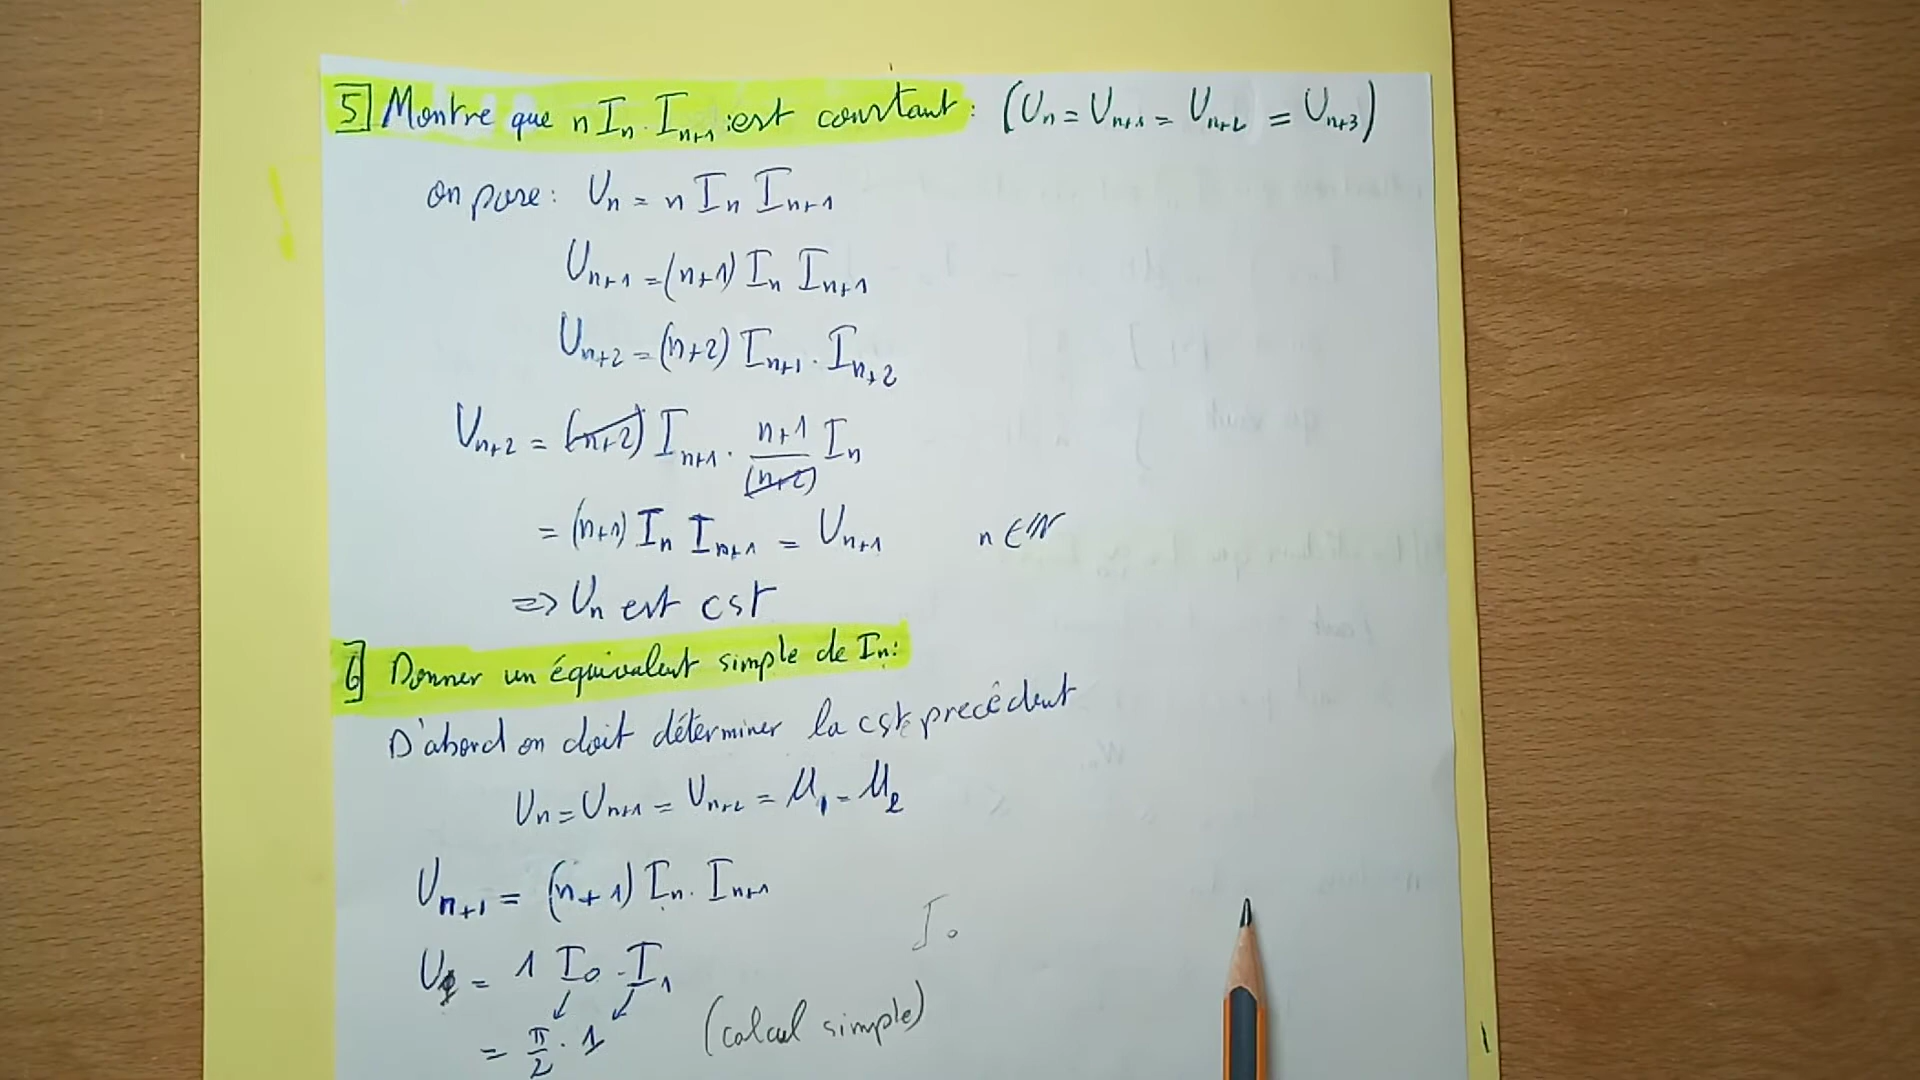 5] Montre que n Iₙ . Iₙ₊₁ : est constant : (Uₙ = Uₙ₊₁ = Uₙ₊₂ = Uₙ₊₃)
on pose : Uₙ = n Iₙ Iₙ₊₁
Uₙ₊₁ = (n+1) Iₙ Iₙ₊₁
Uₙ₊₂ = (n+2) Iₙ₊₁ . Iₙ₊₂
Uₙ₊₂ = (n+2) Iₙ₊₁ . (n+1)/(n+2) Iₙ
= (n+1) Iₙ Iₙ₊₁ = Uₙ₊₁ n ∈ ℕ
=> Uₙ est cst
6] Donner un équivalent simple de Iₙ :
D'abord on doit déterminer la cst precêdent
Uₙ = Uₙ₊₁ = Uₙ₊₂ = U₁ = U₂
Uₙ₊₁ = (n+1) Iₙ . Iₙ₊₁
U₁ = 1 I₀ . I₁
∫₀
= π/2 . 1 (calcul simple)